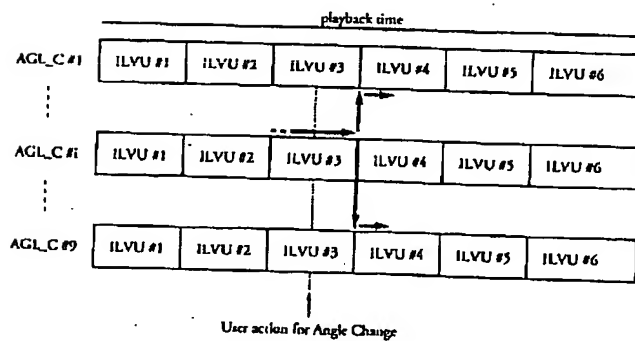 playback time
AGL_C #1 ILVU #1 ILVU #2 ILVU #3 ILVU #4 ILVU #5 ILVU #6
AGL_C #i ILVU #1 ILVU #2 ILVU #3 ILVU #4 ILVU #5 ILVU #6
AGL_C #9 ILVU #1 ILVU #2 ILVU #3 ILVU #4 ILVU #5 ILVU #6
User action for Angle Change